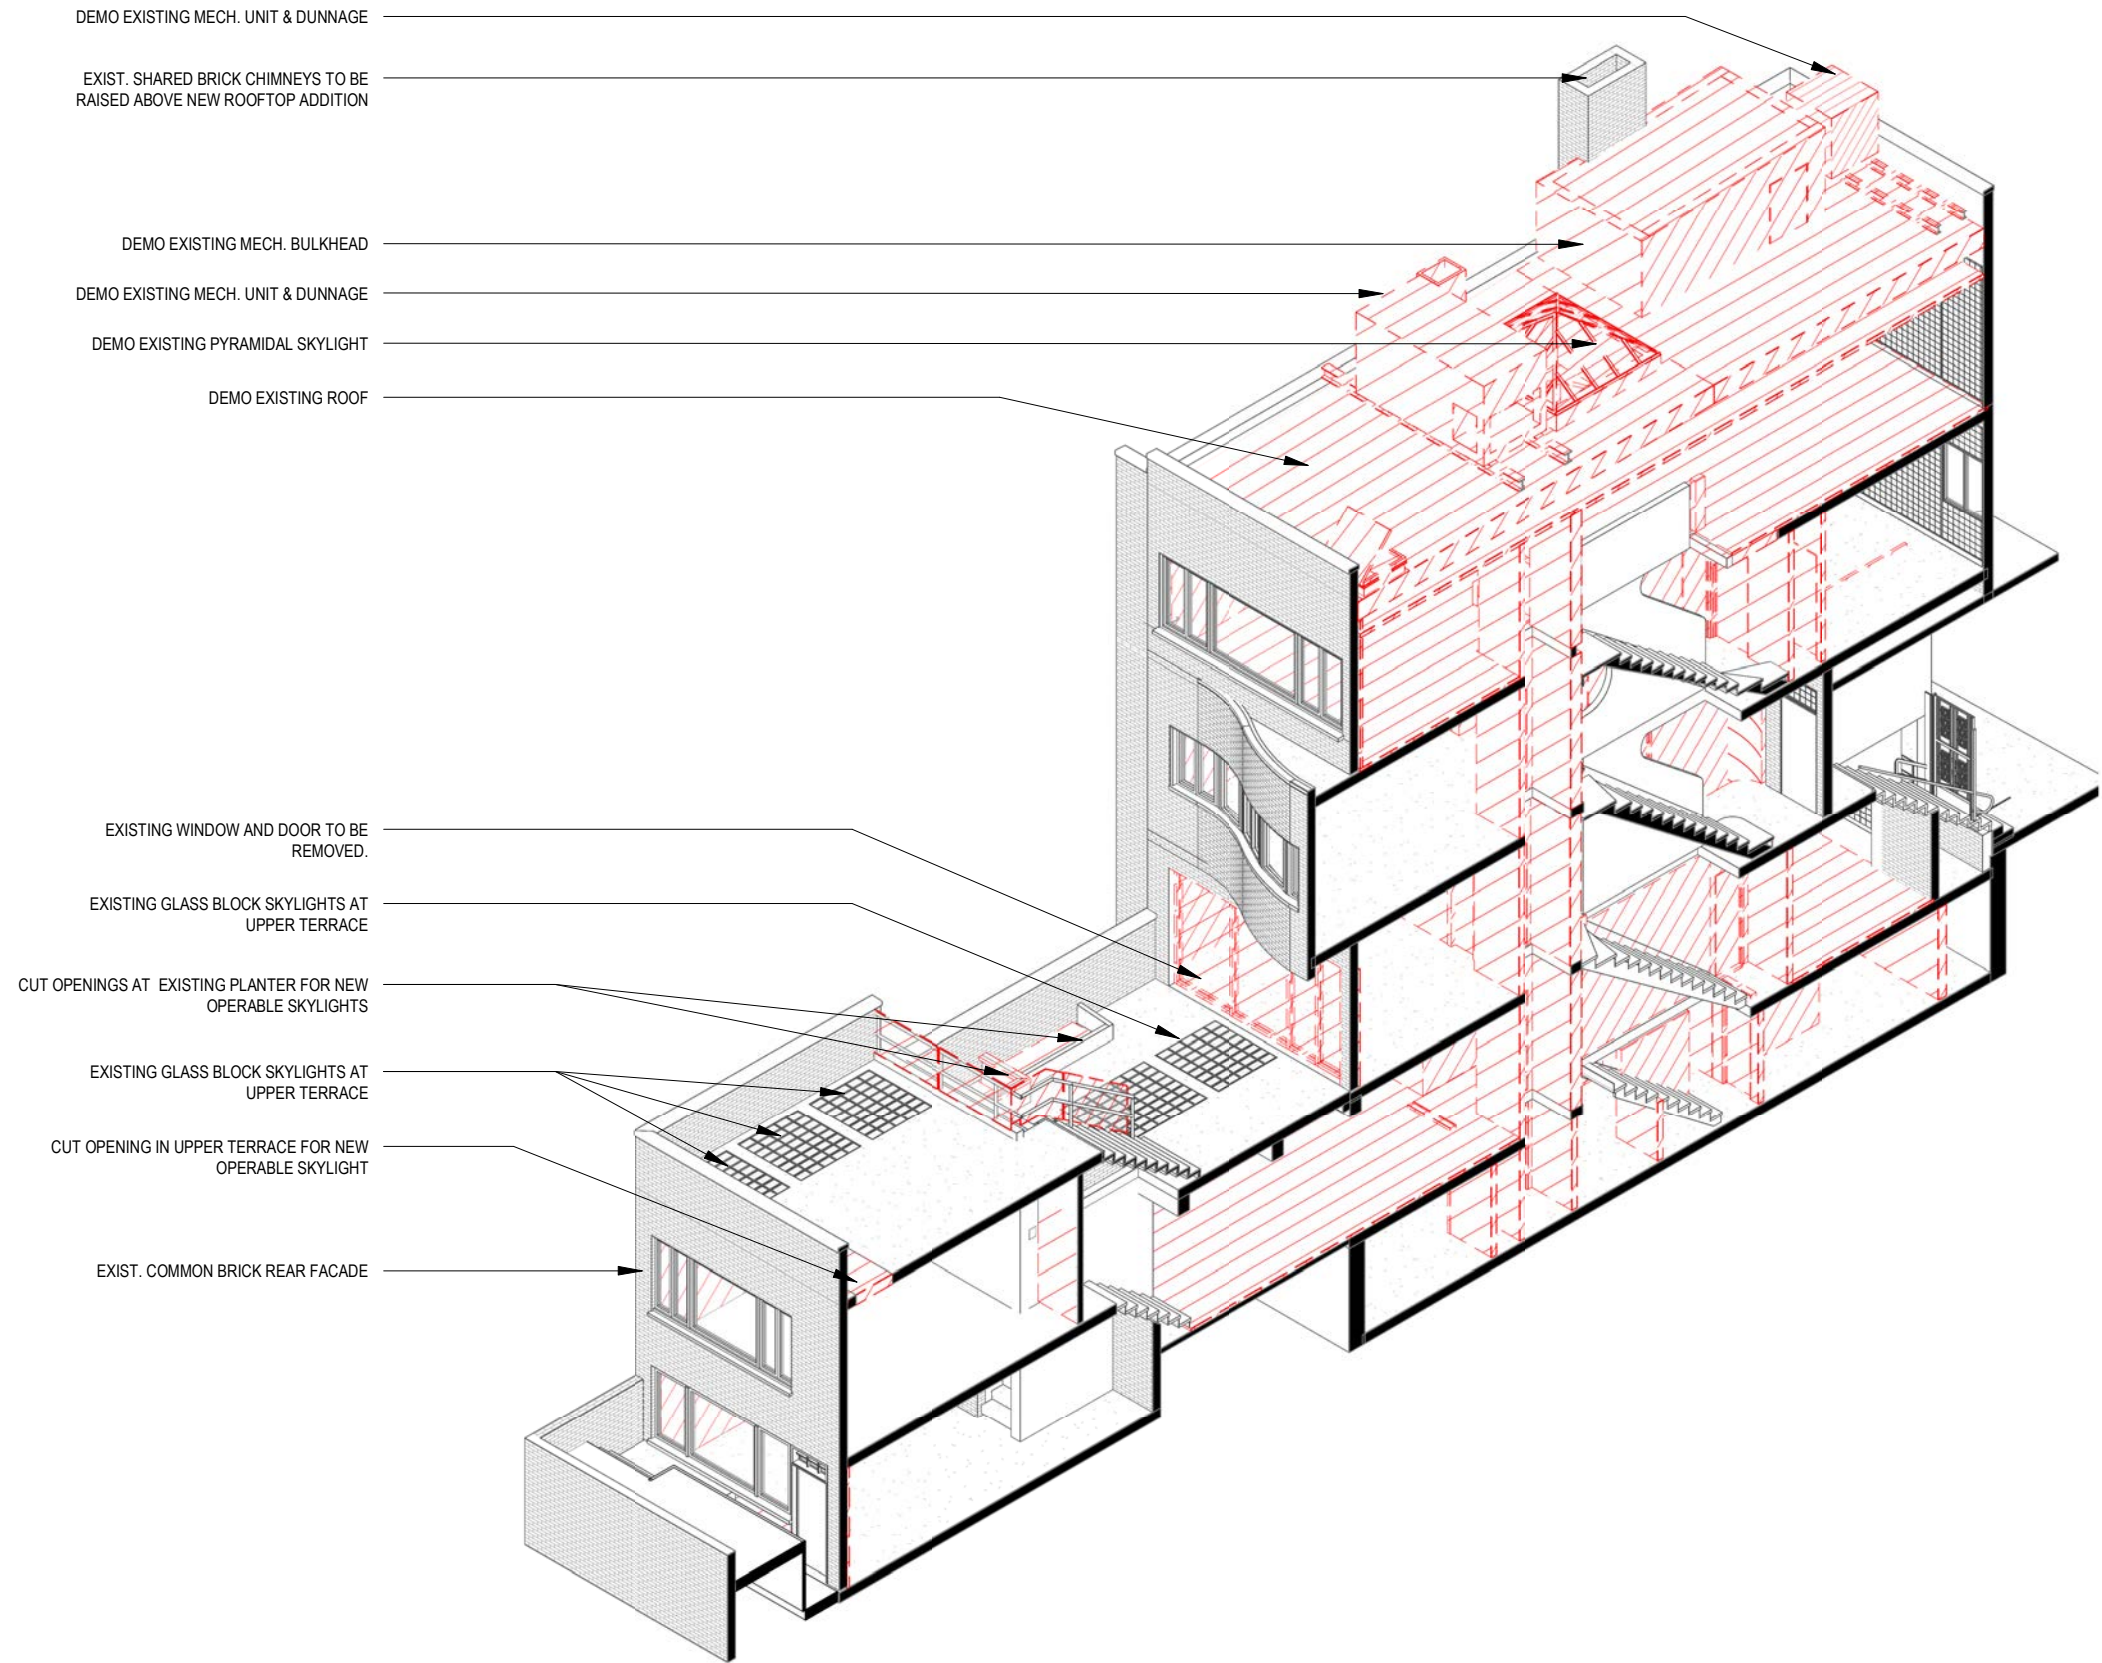 DEMO EXISTING MECH. UNIT & DUNNAGE
EXIST. SHARED BRICK CHIMNEYS TO BE
RAISED ABOVE NEW ROOFTOP ADDITION
DEMO EXISTING MECH. BULKHEAD
DEMO EXISTING MECH. UNIT & DUNNAGE
DEMO EXISTING PYRAMIDAL SKYLIGHT
DEMO EXISTING ROOF
EXISTING WINDOW AND DOOR TO BE
REMOVED.
EXISTING GLASS BLOCK SKYLIGHTS AT
UPPER TERRACE
CUT OPENINGS AT EXISTING PLANTER FOR NEW
OPERABLE SKYLIGHTS
EXISTING GLASS BLOCK SKYLIGHTS AT
UPPER TERRACE
CUT OPENING IN UPPER TERRACE FOR NEW
OPERABLE SKYLIGHT
EXIST. COMMON BRICK REAR FACADE